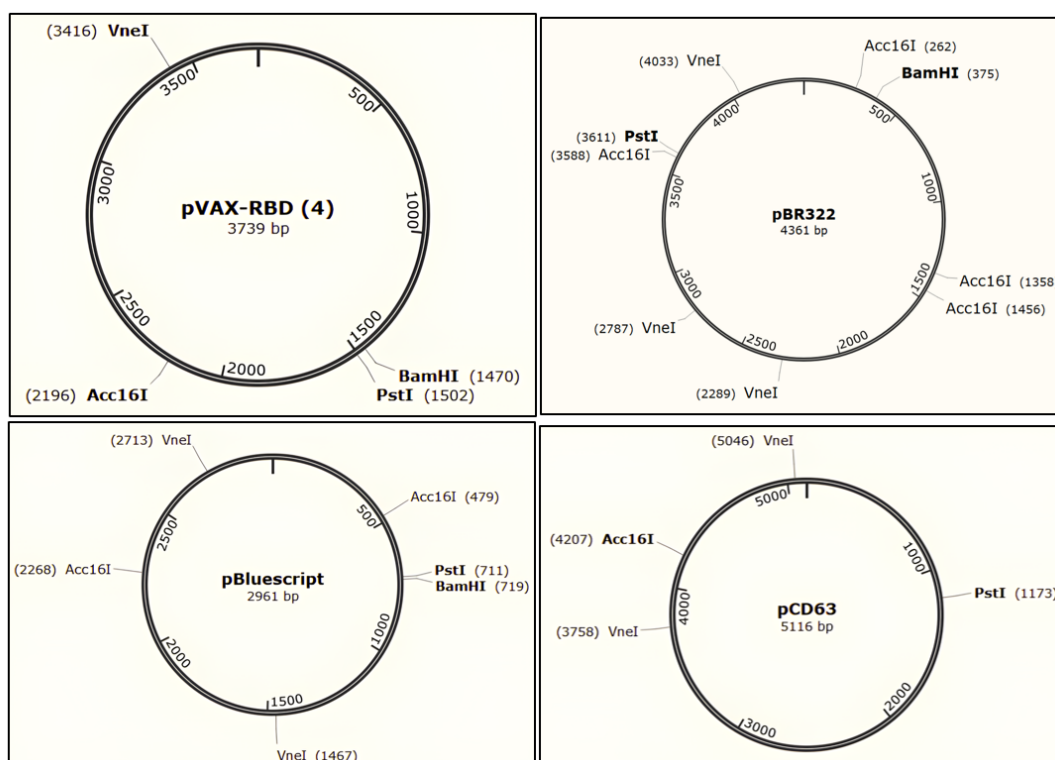 (3416) VneI
3500
500
3000
1000
pVAX-RBD (4)
3739 bp
2500
1500
2000
BamHI (1470)
(2196) Acc16I
PstI (1502)
Acc16I (262)
(4033) VneI
BamHI (375)
4000
500
(3611) PstI
(3588) Acc16I
3500
1000
pBR322
4361 bp
Acc16I (1358
3000
1500
Acc16I (1456)
(2787) VneI
2500
2000
(2289) VneI
(2713) VneI
Acc16I (479)
500
2500
(2268) Acc16I
pBluescript
2961 bp
PstI (711)
BamHI (719)
2000
1000
1500
VneI (1467)
(5046) VneI
5000
(4207) Acc16I
1000
pCD63
5116 bp
PstI (1173)
4000
(3758) VneI
2000
3000